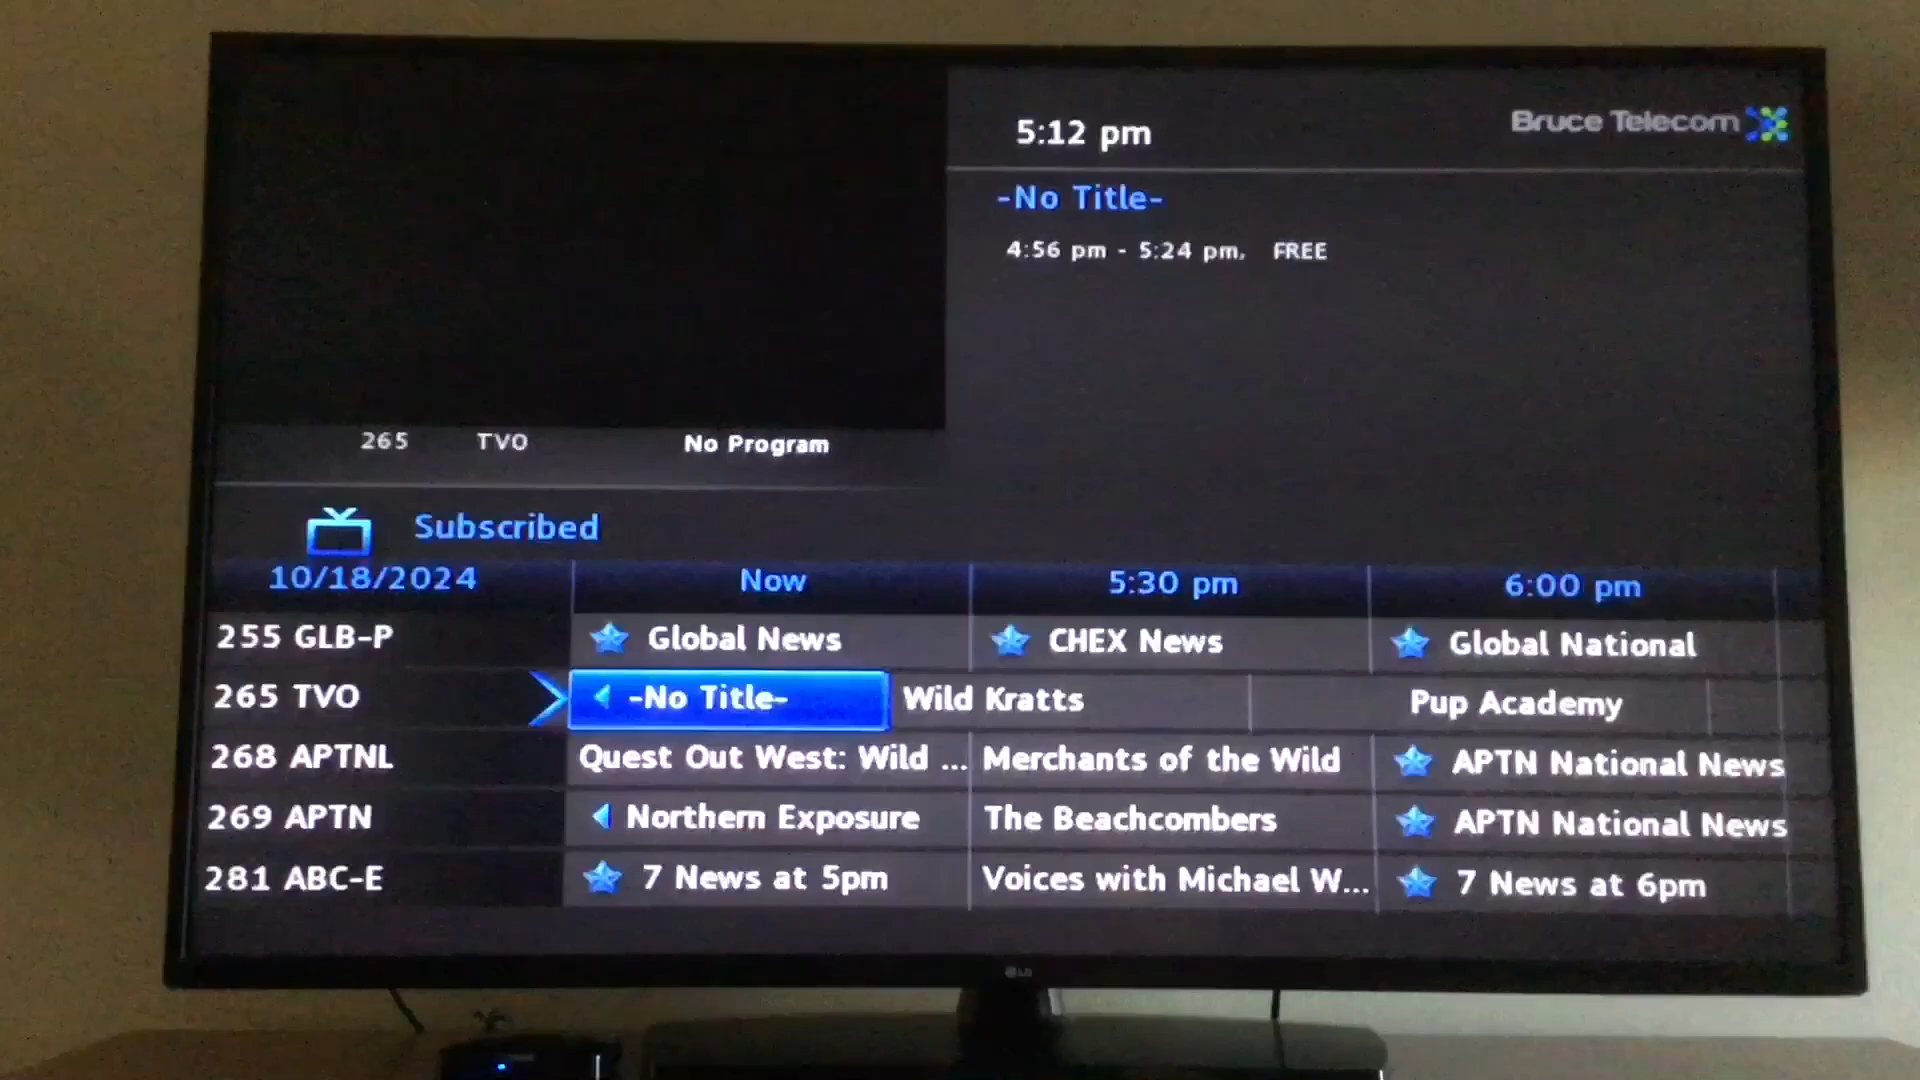 5:12 pm
Bruce Telecom
-No Title-
4:56 pm - 5:24 pm, FREE
265 TVO No Program
Subscribed
10/18/2024 Now 5:30 pm 6:00 pm
255 GLB-P Global News CHEX News Global National
265 TVO -No Title- Wild Kratts Pup Academy
268 APTNL Quest Out West: Wild ... Merchants of the Wild APTN National News
269 APTN Northern Exposure The Beachcombers APTN National News
281 ABC-E 7 News at 5pm Voices with Michael W... 7 News at 6pm
LG